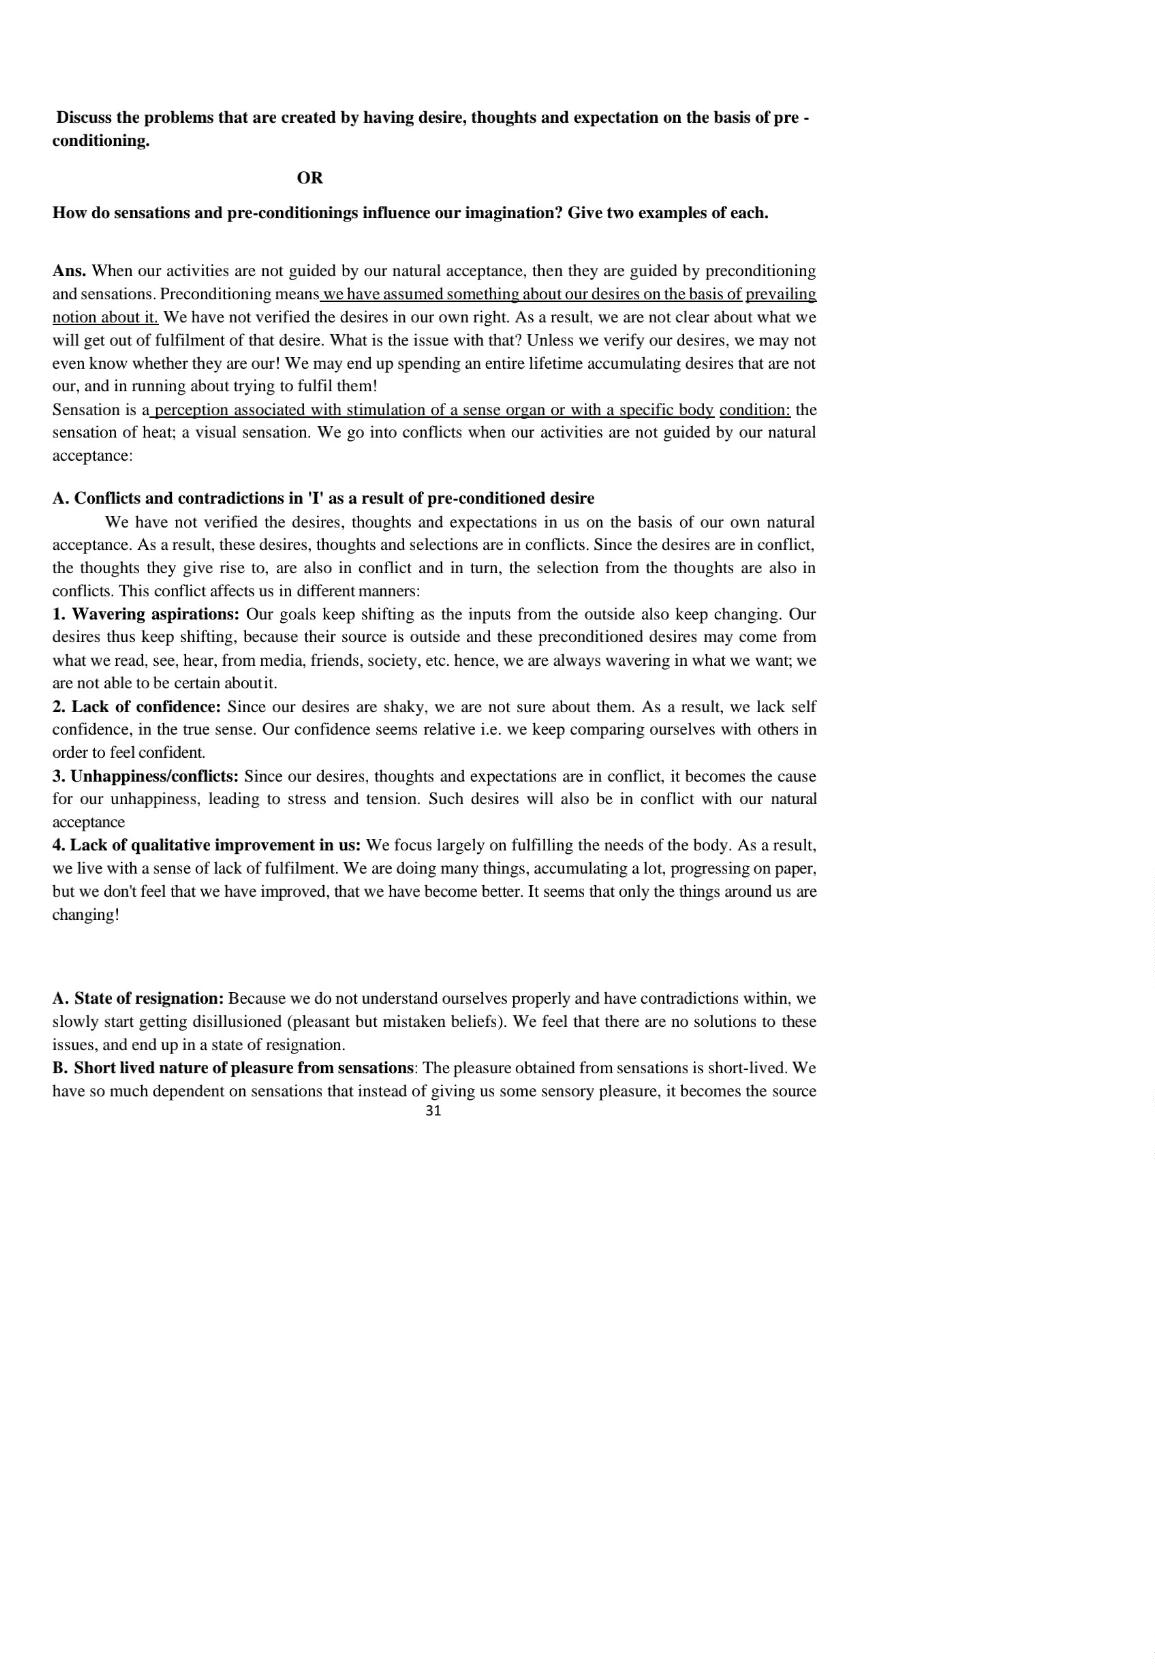 Discuss the problems that are created by having desire, thoughts and expectation on the basis of pre -
conditioning.
OR
How do sensations and pre-conditionings influence our imagination? Give two examples of each.
Ans. When our activities are not guided by our natural acceptance, then they are guided by preconditioning
and sensations. Preconditioning means we have assumed something about our desires on the basis of prevailing
notion about it. We have not verified the desires in our own right. As a result, we are not clear about what we
will get out of fulfilment of that desire. What is the issue with that? Unless we verify our desires, we may not
even know whether they are our! We may end up spending an entire lifetime accumulating desires that are not
our, and in running about trying to fulfil them!
Sensation is a perception associated with stimulation of a sense organ or with a specific body condition: the
sensation of heat; a visual sensation. We go into conflicts when our activities are not guided by our natural
acceptance:
A. Conflicts and contradictions in 'I' as a result of pre-conditioned desire
We have not verified the desires, thoughts and expectations in us on the basis of our own natural
acceptance. As a result, these desires, thoughts and selections are in conflicts. Since the desires are in conflict,
the thoughts they give rise to, are also in conflict and in turn, the selection from the thoughts are also in
conflicts. This conflict affects us in different manners:
1. Wavering aspirations: Our goals keep shifting as the inputs from the outside also keep changing. Our
desires thus keep shifting, because their source is outside and these preconditioned desires may come from
what we read, see, hear, from media, friends, society, etc. hence, we are always wavering in what we want; we
are not able to be certain about it.
2. Lack of confidence: Since our desires are shaky, we are not sure about them. As a result, we lack self
confidence, in the true sense. Our confidence seems relative i.e. we keep comparing ourselves with others in
order to feel confident.
3. Unhappiness/conflicts: Since our desires, thoughts and expectations are in conflict, it becomes the cause
for our unhappiness, leading to stress and tension. Such desires will also be in conflict with our natural
acceptance
4. Lack of qualitative improvement in us: We focus largely on fulfilling the needs of the body. As a result,
we live with a sense of lack of fulfilment. We are doing many things, accumulating a lot, progressing on paper,
but we don't feel that we have improved, that we have become better. It seems that only the things around us are
changing!
A. State of resignation: Because we do not understand ourselves properly and have contradictions within, we
slowly start getting disillusioned (pleasant but mistaken beliefs). We feel that there are no solutions to these
issues, and end up in a state of resignation.
B. Short lived nature of pleasure from sensations: The pleasure obtained from sensations is short-lived. We
have so much dependent on sensations that instead of giving us some sensory pleasure, it becomes the source
31